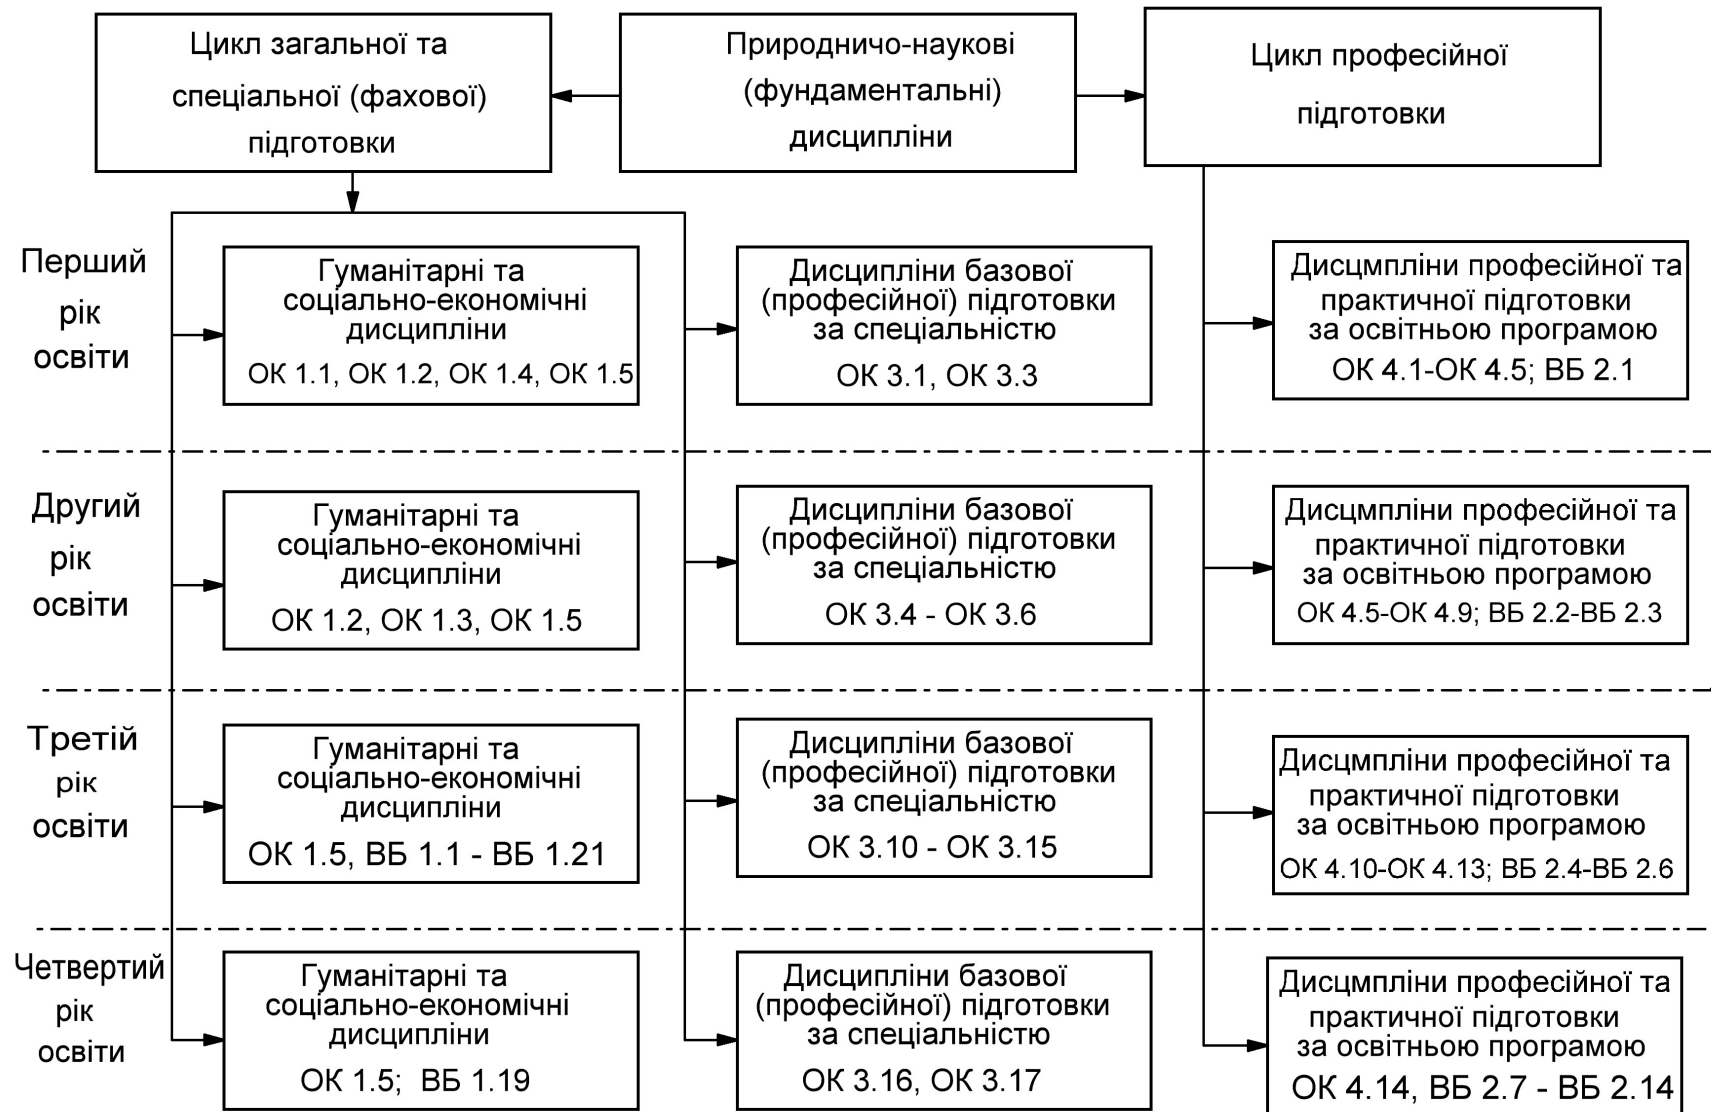 Цикл загальної та
спеціальної (фахової)
підготовки
Природничо-наукові
(фундаментальні)
дисципліни
Цикл професійної
підготовки
Перший
рік
освіти
Гуманітарні та
соціально-економічні
дисципліни
ОК 1.1, ОК 1.2, ОК 1.4, ОК 1.5
Дисципліни базової
(професійної) підготовки
за спеціальністю
ОК 3.1, ОК 3.3
Дисцмпліни професійної та
практичної підготовки
за освітньою програмою
ОК 4.1-ОК 4.5; ВБ 2.1
Другий
рік
освіти
Гуманітарні та
соціально-економічні
дисципліни
ОК 1.2, ОК 1.3, ОК 1.5
Дисципліни базової
(професійної) підготовки
за спеціальністю
ОК 3.4 - ОК 3.6
Дисцмпліни професійної та
практичної підготовки
за освітньою програмою
ОК 4.5-ОК 4.9; ВБ 2.2-ВБ 2.3
Третій
рік
освіти
Гуманітарні та
соціально-економічні
дисципліни
ОК 1.5, ВБ 1.1 - ВБ 1.21
Дисципліни базової
(професійної) підготовки
за спеціальністю
ОК 3.10 - ОК 3.15
Дисцмпліни професійної та
практичної підготовки
за освітньою програмою
ОК 4.10-ОК 4.13; ВБ 2.4-ВБ 2.6
Четвертий
рік
освіти
Гуманітарні та
соціально-економічні
дисципліни
ОК 1.5; ВБ 1.19
Дисципліни базової
(професійної) підготовки
за спеціальністю
ОК 3.16, ОК 3.17
Дисцмпліни професійної та
практичної підготовки
за освітньою програмою
ОК 4.14, ВБ 2.7 - ВБ 2.14